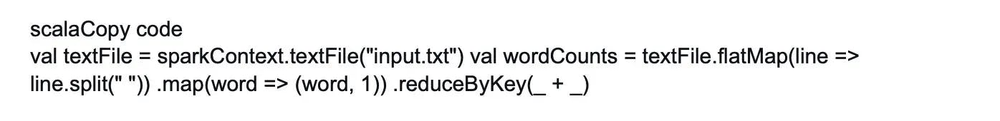 scalaCopy code
val textFile = sparkContext.textFile("input.txt") val wordCounts = textFile.flatMap(line =>
line.split(" ")) .map(word => (word, 1)) .reduceByKey(_ + _)